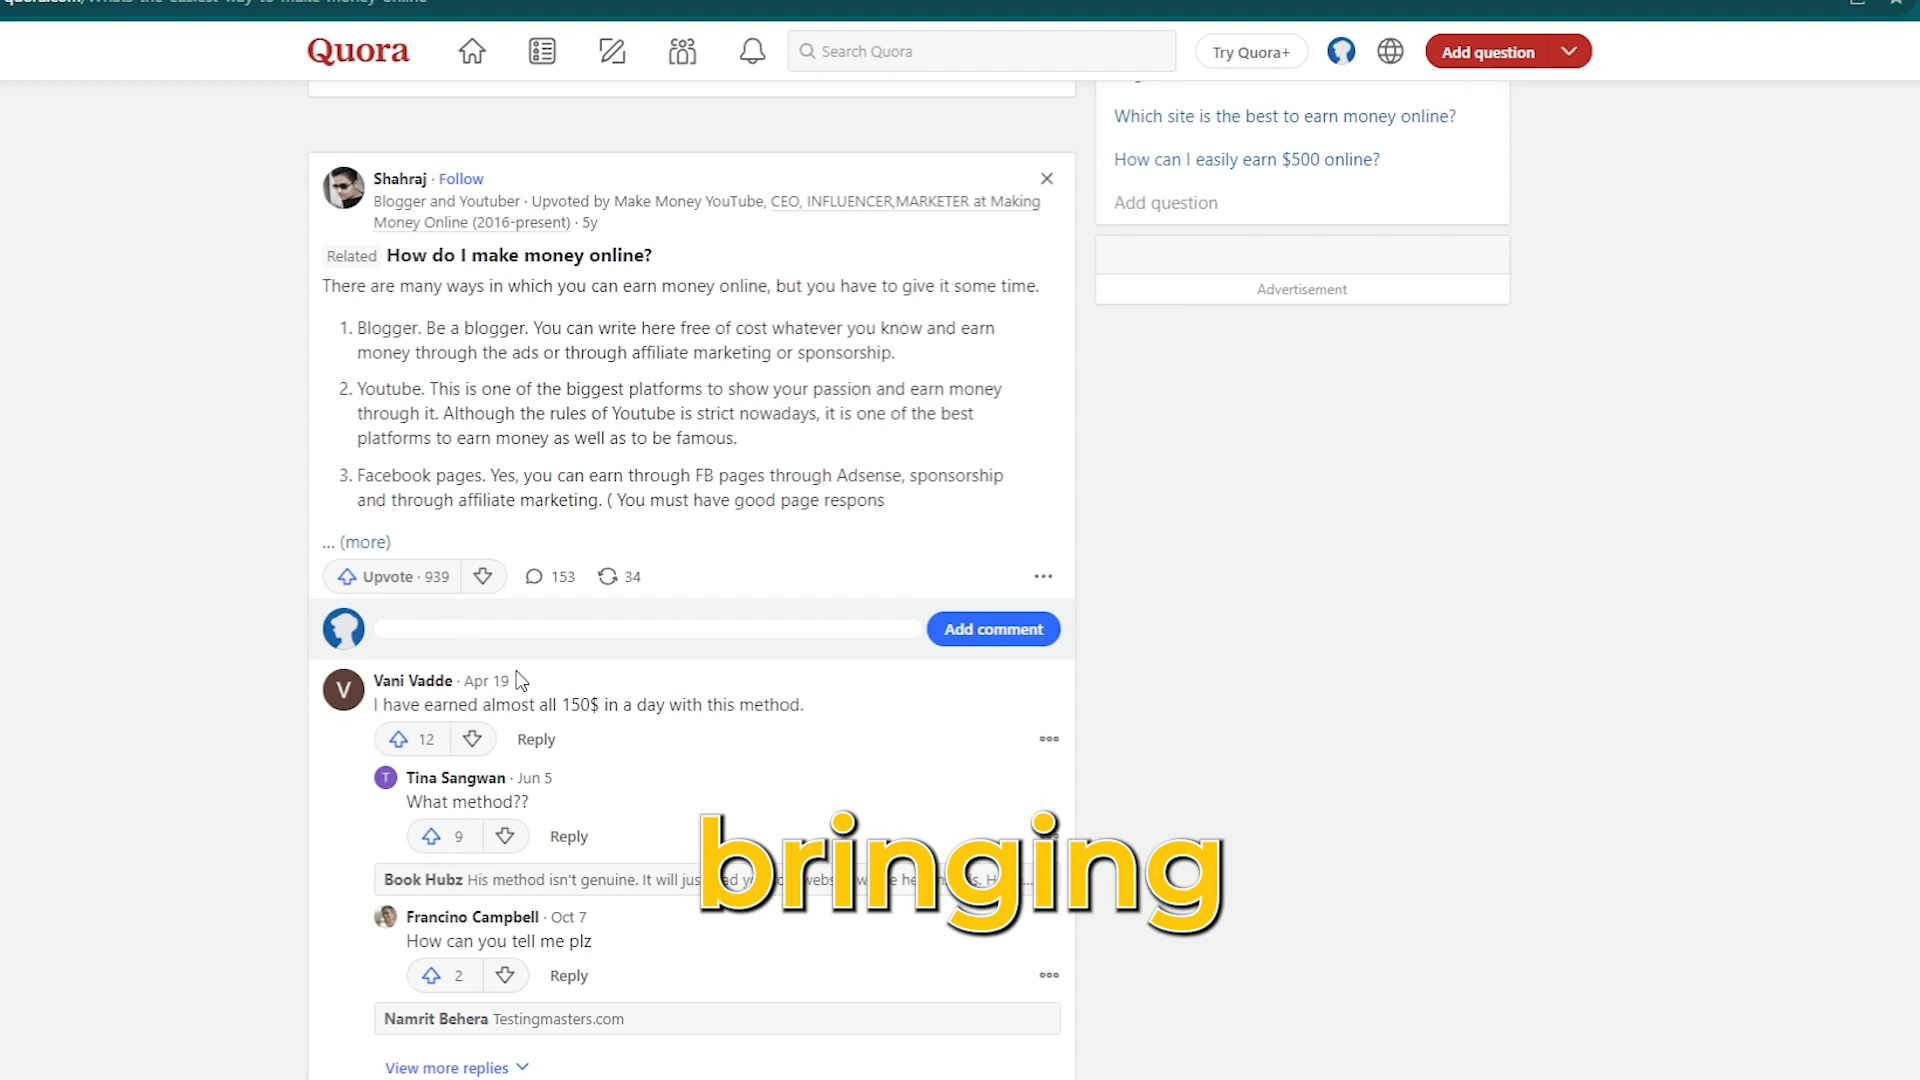 Quora
Search Quora
Try Quora+
Add question
Which site is the best to earn money online?
How can I easily earn $500 online?
Add question
Advertisement
Shahraj · Follow
Blogger and Youtuber · Upvoted by Make Money YouTube, CEO, INFLUENCER,MARKETER at Making
Money Online (2016-present) · 5y
Related How do I make money online?
There are many ways in which you can earn money online, but you have to give it some time.
1. Blogger. Be a blogger. You can write here free of cost whatever you know and earn
money through the ads or through affiliate marketing or sponsorship.
2. Youtube. This is one of the biggest platforms to show your passion and earn money
through it. Although the rules of Youtube is strict nowadays, it is one of the best
platforms to earn money as well as to be famous.
3. Facebook pages. Yes, you can earn through FB pages through Adsense, sponsorship
and through affiliate marketing. ( You must have good page respons
... (more)
Upvote · 939
153
34
Add comment
V
Vani Vadde · Apr 19
I have earned almost all 150$ in a day with this method.
12
Reply
T
Tina Sangwan · Jun 5
What method??
9
Reply
Book Hubz His method isn't genuine. It will jus
bringing
Francino Campbell · Oct 7
How can you tell me plz
2
Reply
Namrit Behera Testingmasters.com
View more replies